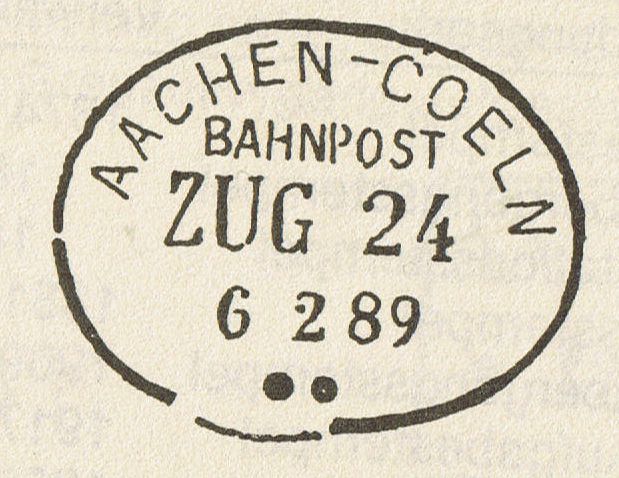 AACHEN-COELN
BAHNPOST
ZUG 24
6 2 89